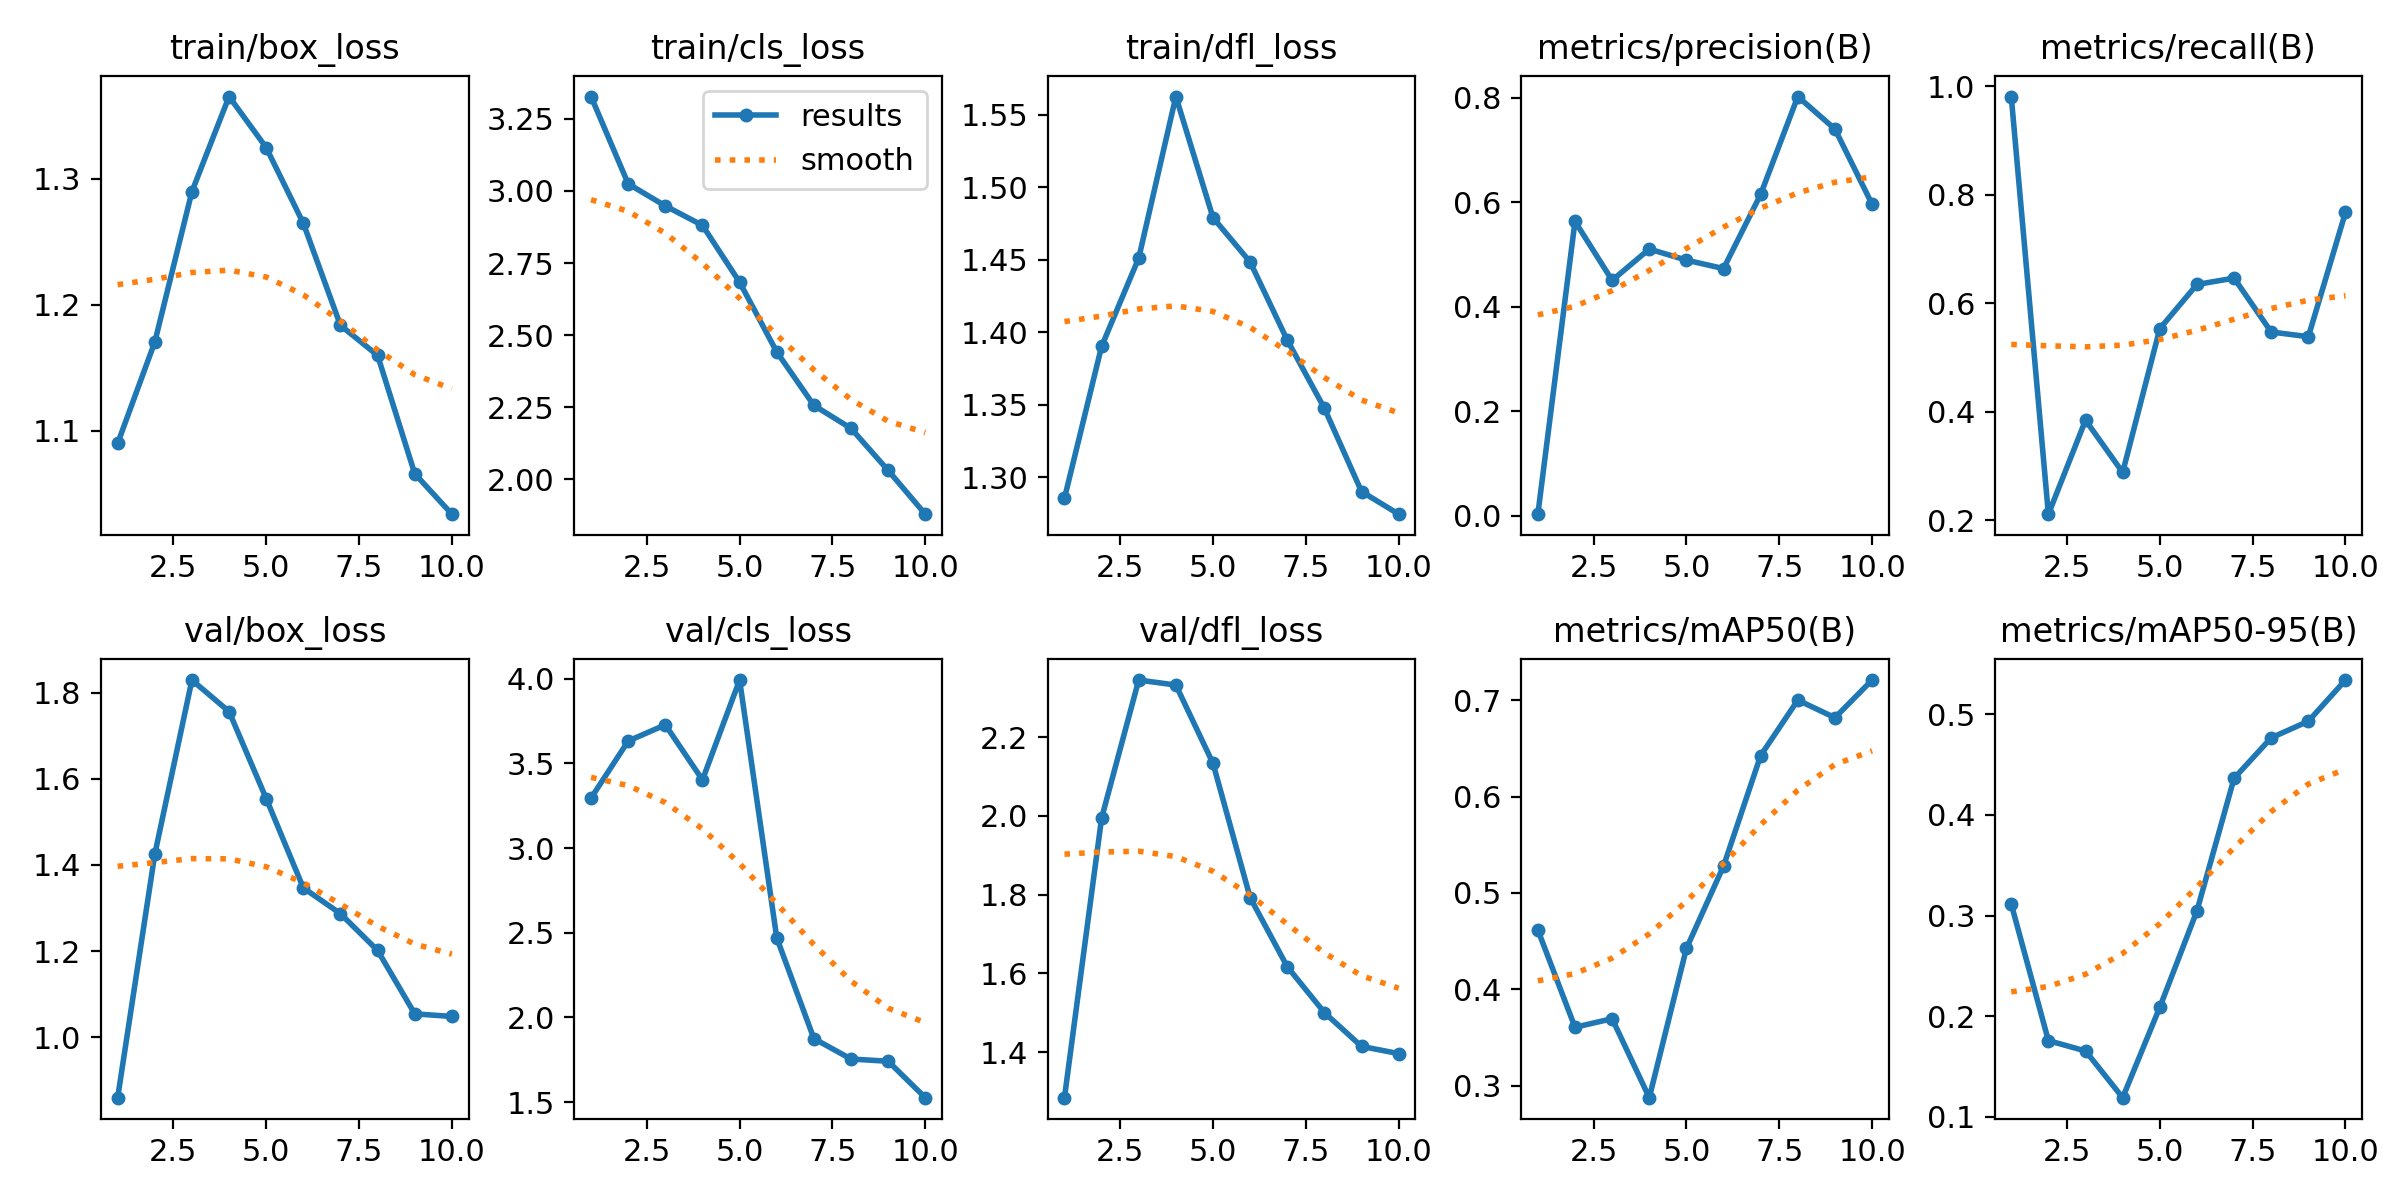 train/box_loss
1.3
1.2
1.1
2.5 5.0 7.5 10.0
train/cls_loss
results
smooth
3.25
3.00
2.75
2.50
2.25
2.00
2.5 5.0 7.5 10.0
train/dfl_loss
1.55
1.50
1.45
1.40
1.35
1.30
2.5 5.0 7.5 10.0
metrics/precision(B)
0.8
0.6
0.4
0.2
0.0
2.5 5.0 7.5 10.0
metrics/recall(B)
1.0
0.8
0.6
0.4
0.2
2.5 5.0 7.5 10.0
val/box_loss
1.8
1.6
1.4
1.2
1.0
2.5 5.0 7.5 10.0
val/cls_loss
4.0
3.5
3.0
2.5
2.0
1.5
2.5 5.0 7.5 10.0
val/dfl_loss
2.2
2.0
1.8
1.6
1.4
2.5 5.0 7.5 10.0
metrics/mAP50(B)
0.7
0.6
0.5
0.4
0.3
2.5 5.0 7.5 10.0
metrics/mAP50-95(B)
0.5
0.4
0.3
0.2
0.1
2.5 5.0 7.5 10.0